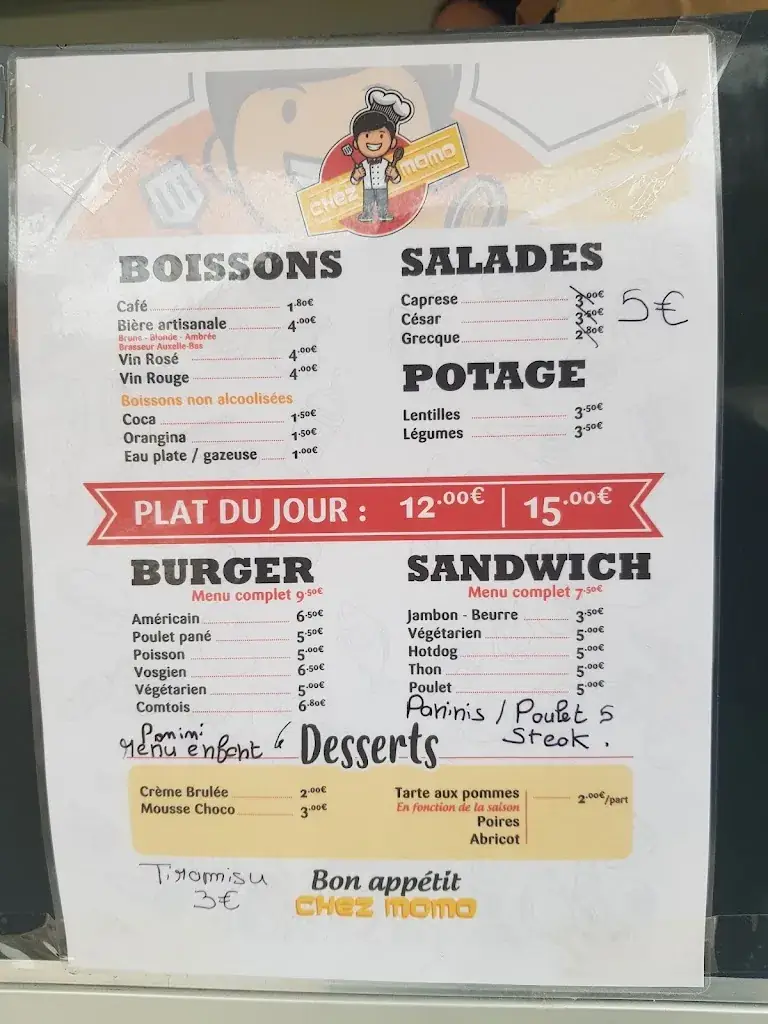 CHEZ MOMO
BOISSONS
Café 1.80€
Bière artisanale 4.00€
Brune - Blonde - Ambrée
Brasseur Auzelle-Bas
Vin Rosé 4.00€
Vin Rouge 4.00€
Boissons non alcoolisées
Coca 1.50€
Orangina 1.50€
Eau plate / gazeuse 1.00€
SALADES
Caprese 3.00€
César 3.50€
Grecque 2.80€
5€
POTAGE
Lentilles 3.50€
Légumes 3.50€
PLAT DU JOUR : 12.00€ | 15.00€
BURGER
Menu complet 9.50€
Américain 6.50€
Poulet pané 5.50€
Poisson 5.00€
Vosgien 6.50€
Végétarien 5.00€
Comtois 6.80€
Panini
Menu enfant 6
SANDWICH
Menu complet 7.50€
Jambon - Beurre 3.50€
Végétarien 5.00€
Hotdog 5.00€
Thon 5.00€
Poulet 5.00€
Paninis / Poulet 5
Steak .
Desserts
Crème Brulée 2.00€
Mousse Choco 3.00€
Tarte aux pommes 2.00€/part
En fonction de la saison
Poires
Abricot
Tiramisu
3€
Bon appétit
CHEZ MOMO